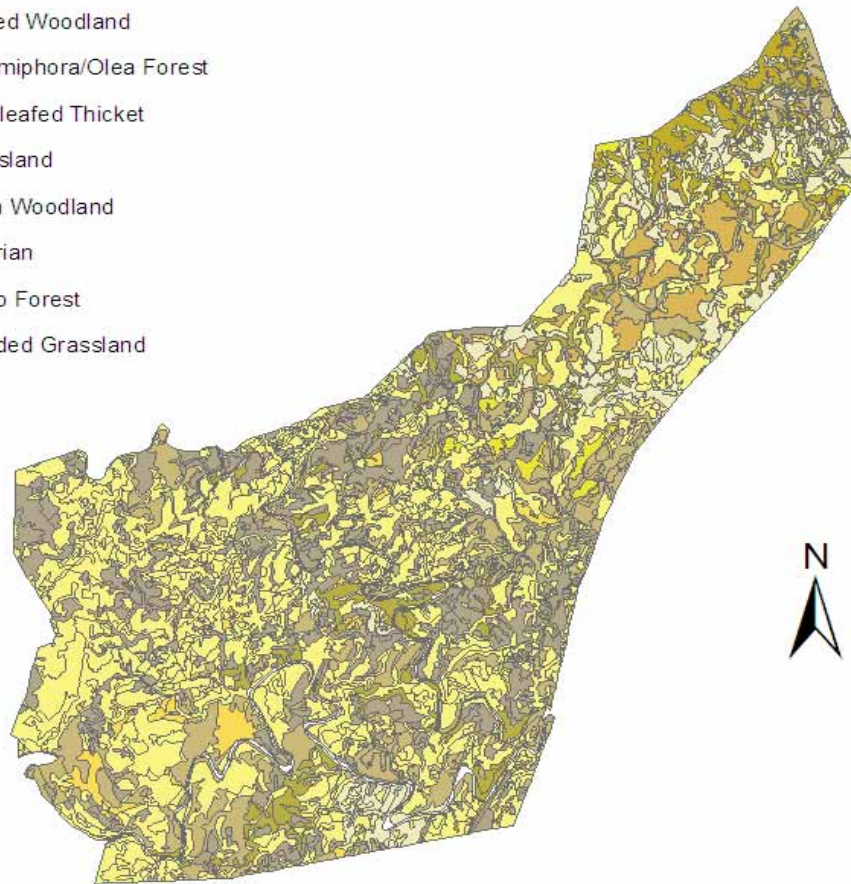 ed Woodland
miphora/Olea Forest
leafed Thicket
sland
Woodland
rian
Forest
ded Grassland
N